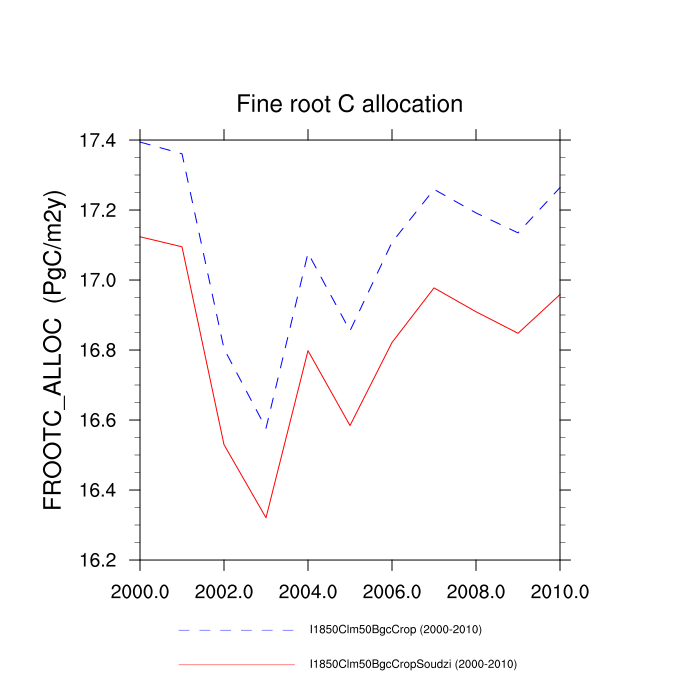 Fine root C allocation
FROOTC_ALLOC (PgC/m2y)
17.4
17.2
17.0
16.8
16.6
16.4
16.2
2000.0 2002.0 2004.0 2006.0 2008.0 2010.0
I1850Clm50BgcCrop (2000-2010)
I1850Clm50BgcCropSoudzi (2000-2010)